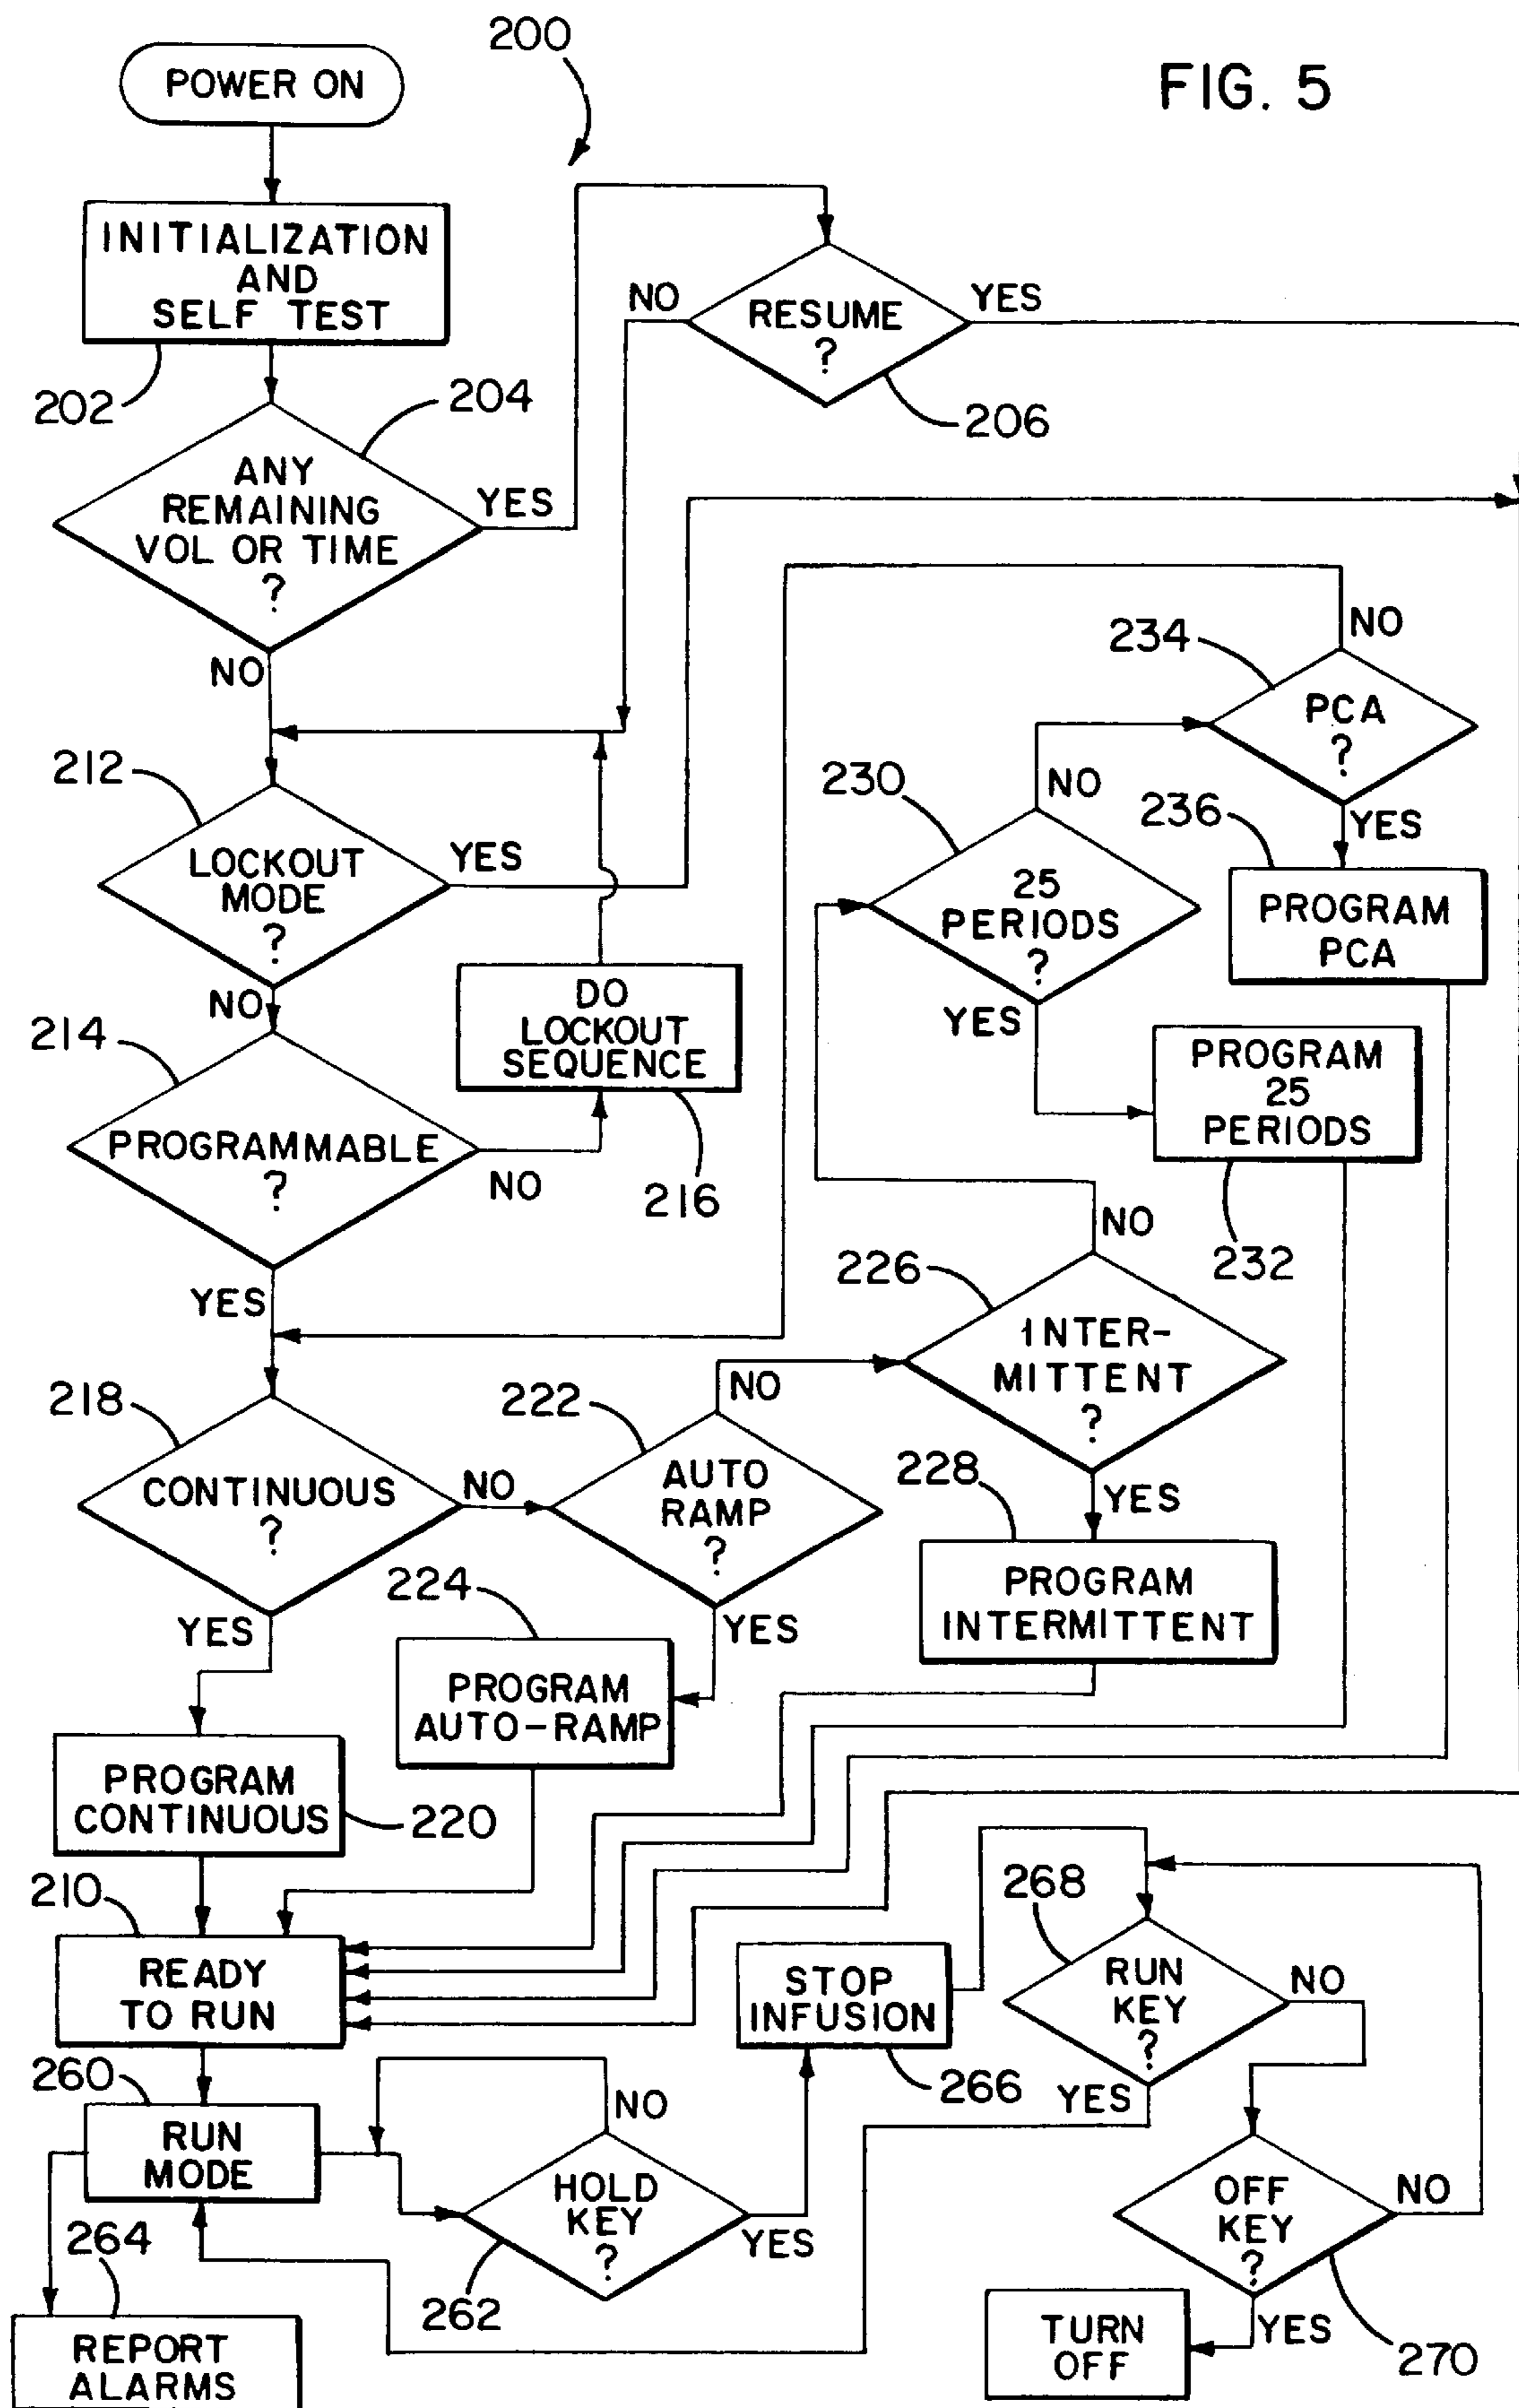 200
FIG. 5
POWER ON
INITIALIZATION
AND
SELF TEST
202
204
ANY
REMAINING
VOL OR TIME
?
YES
NO
NO
RESUME
?
YES
206
212
LOCKOUT
MODE
?
YES
NO
214
PROGRAMMABLE
?
NO
YES
DO
LOCKOUT
SEQUENCE
216
234
PCA
?
NO
YES
236
PROGRAM
PCA
230
25
PERIODS
?
NO
YES
PROGRAM
25
PERIODS
232
226
INTER-
MITTENT
?
NO
YES
228
PROGRAM
INTERMITTENT
218
CONTINUOUS
?
NO
YES
222
AUTO
RAMP
?
NO
YES
224
PROGRAM
AUTO-RAMP
PROGRAM
CONTINUOUS
220
210
READY
TO RUN
260
RUN
MODE
264
REPORT
ALARMS
HOLD
KEY
?
NO
YES
262
STOP
INFUSION
266
268
RUN
KEY
?
NO
YES
OFF
KEY
?
NO
YES
270
TURN
OFF